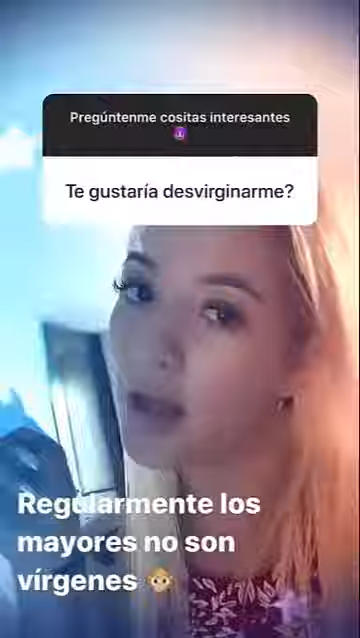 Pregúntenme cositas interesantes
😈
Te gustaría desvirginarme?
Regularmente los
mayores no son
vírgenes 🐵